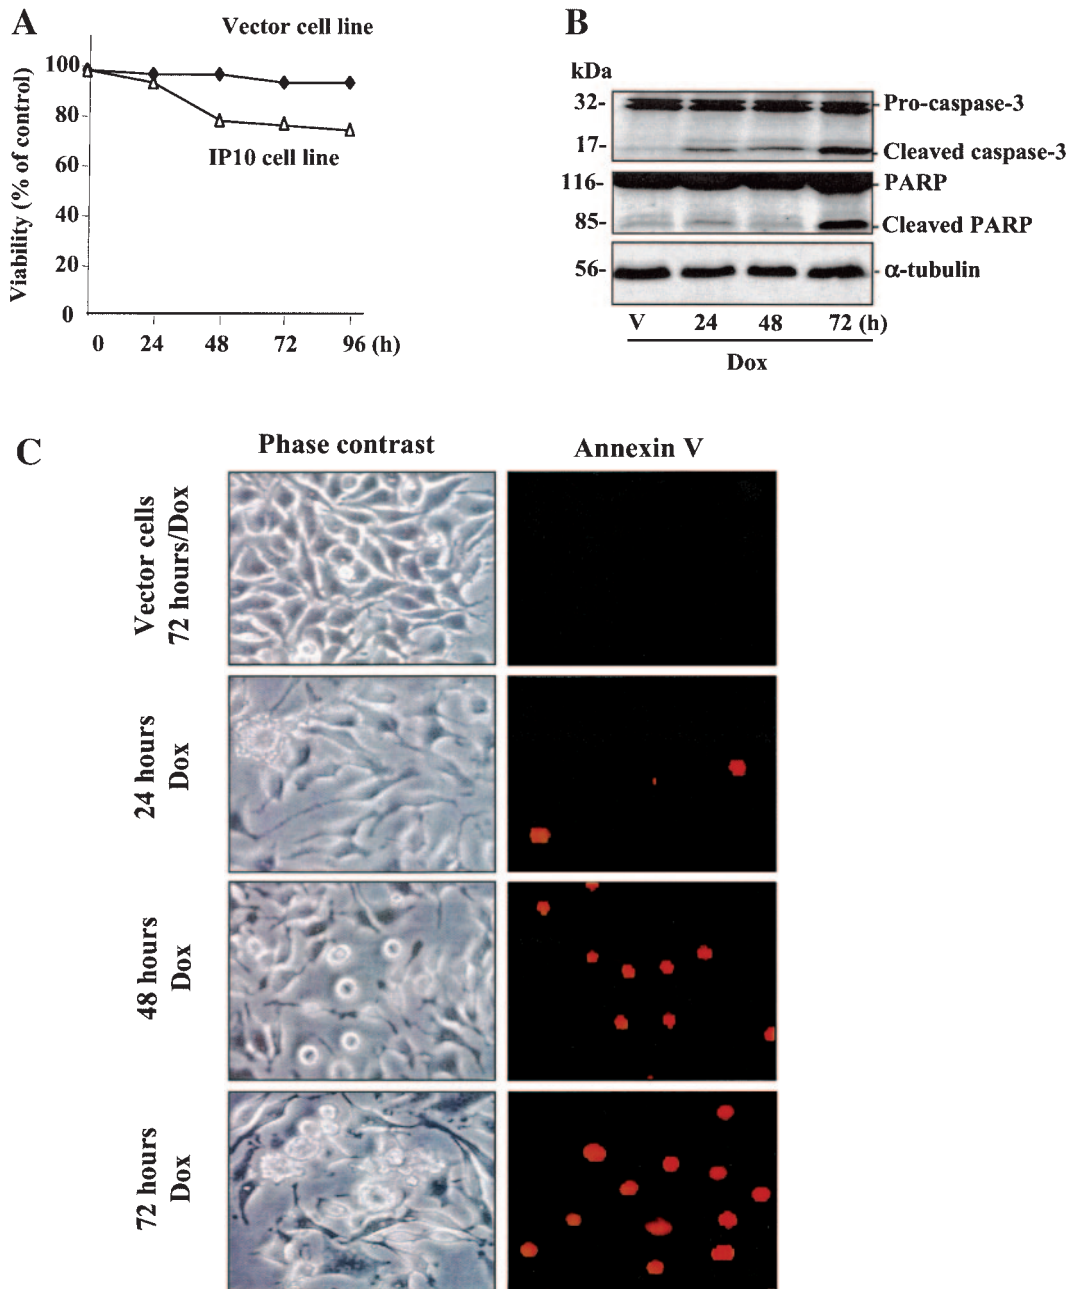 A
Vector cell line
Viability (% of control)
100
80
60
40
20
0
IP10 cell line
0 24 48 72 96 (h)
B
kDa
32- Pro-caspase-3
17- Cleaved caspase-3
116- PARP
85- Cleaved PARP
56- α-tubulin
V 24 48 72 (h)
Dox
C
Phase contrast Annexin V
Vector cells
72 hours/Dox
24 hours
Dox
48 hours
Dox
72 hours
Dox